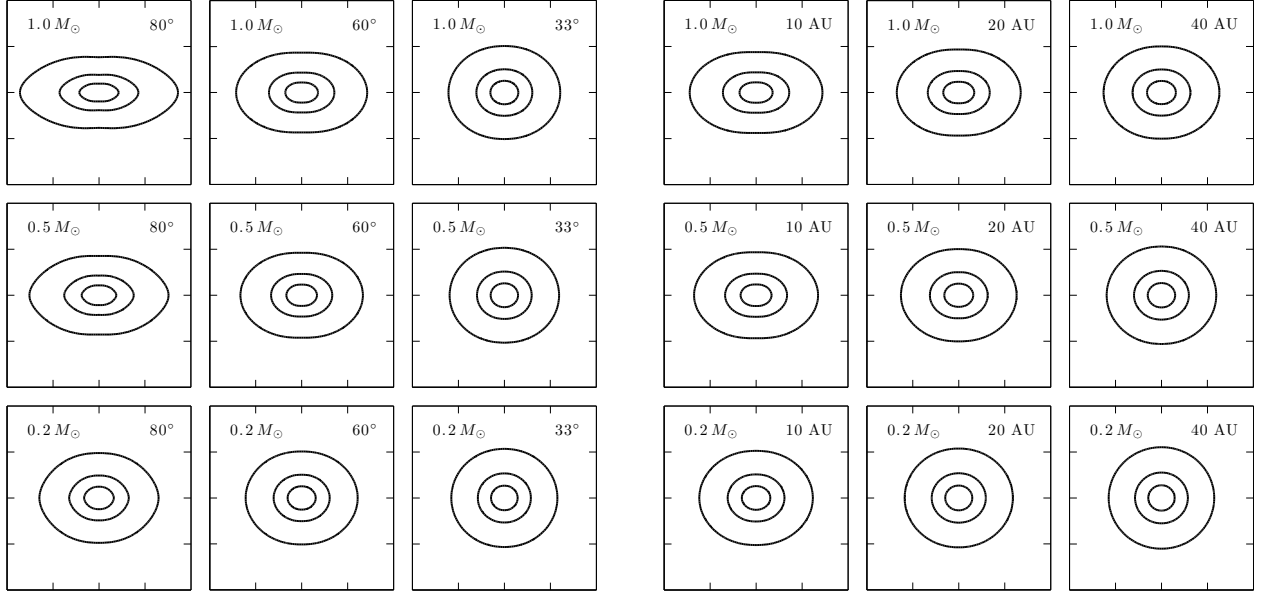 1.0 M☉ 80° 1.0 M☉ 60° 1.0 M☉ 33° 1.0 M☉ 10 AU 1.0 M☉ 20 AU 1.0 M☉ 40 AU
0.5 M☉ 80° 0.5 M☉ 60° 0.5 M☉ 33° 0.5 M☉ 10 AU 0.5 M☉ 20 AU 0.5 M☉ 40 AU
0.2 M☉ 80° 0.2 M☉ 60° 0.2 M☉ 33° 0.2 M☉ 10 AU 0.2 M☉ 20 AU 0.2 M☉ 40 AU